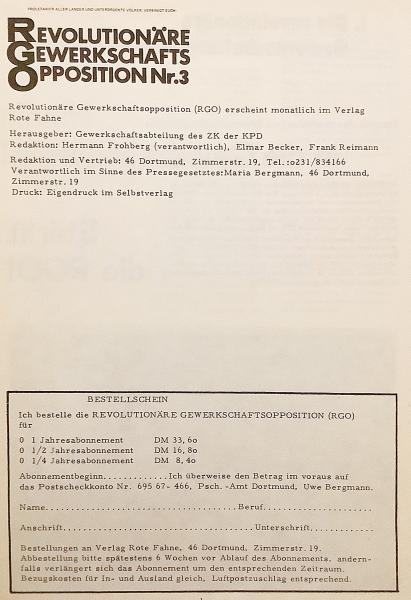 PROLETARIER ALLER LÄNDER UND UNTERDRÜCKTE VÖLKER, VEREINIGT EUCH
REVOLUTIONÄRE
GEWERKSCHAFTS
OPPOSITION Nr.3
Revolutionäre Gewerkschaftsopposition (RGO) erscheint monatlich im Verlag
Rote Fahne
Herausgeber: Gewerkschaftsabteilung des ZK der KPD
Redaktion: Hermann Frohberg (verantwortlich), Elmar Becker, Frank Reimann
Redaktion und Vertrieb: 46 Dortmund, Zimmerstr. 19, Tel.:o231/834166
Verantwortlich im Sinne des Pressegesetztes:Maria Bergmann, 46 Dortmund,
Zimmerstr. 19
Druck: Eigendruck im Selbstverlag
BESTELLSCHEIN
Ich bestelle die REVOLUTIONÄRE GEWERKSCHAFTSOPPOSITION (RGO)
für
0 1 Jahresabonnement DM 33,6o
0 1/2 Jahresabonnement DM 16,8o
0 1/4 Jahresabonnement DM 8,4o
Abonnementbeginn.............Ich überweise den Betrag im voraus auf
das Postscheckkonto Nr. 695 67- 466, Psch. -Amt Dortmund, Uwe Bergmann.
Name.....................................Beruf.....................
Anschrift.....................................Unterschrift.............
Bestellungen an Verlag Rote Fahne, 46 Dortmund, Zimmerstr. 19.
Abbestellung bitte spätestens 6 Wochen vor Ablauf des Abonnements, andern-
falls verlängert sich das Abonnement um den entsprechenden Zeitraum.
Bezugskosten für In- und Ausland gleich, Luftpostzuschlag entsprechend.